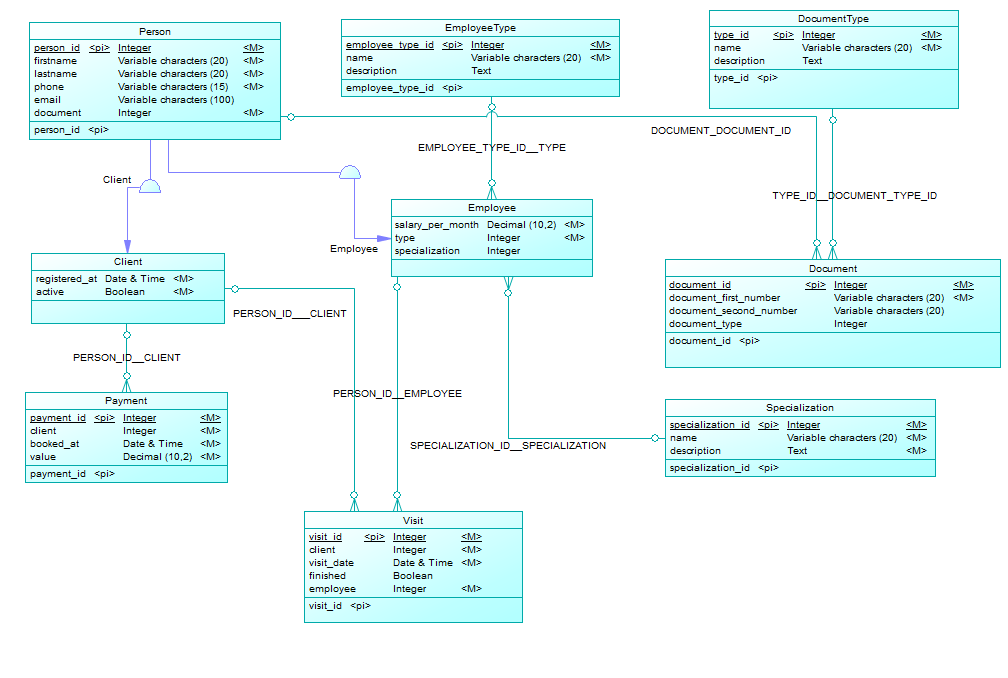 Person
person_id <pi> Integer <M>
firstname Variable characters (20) <M>
lastname Variable characters (20) <M>
phone Variable characters (15) <M>
email Variable characters (100)
document Integer <M>
person_id <pi>
EmployeeType
employee_type_id <pi> Integer <M>
name Variable characters (20) <M>
description Text
employee_type_id <pi>
DocumentType
type_id <pi> Integer <M>
name Variable characters (20) <M>
description Text
type_id <pi>
DOCUMENT_DOCUMENT_ID
EMPLOYEE_TYPE_ID__TYPE
TYPE_ID__DOCUMENT_TYPE_ID
Client
Employee
Employee
salary_per_month Decimal (10,2) <M>
type Integer <M>
specialization Integer
Client
registered_at Date & Time <M>
active Boolean <M>
Document
document_id <pi> Integer <M>
document_first_number Variable characters (20) <M>
document_second_number Variable characters (20)
document_type Integer
document_id <pi>
PERSON_ID___CLIENT
PERSON_ID__CLIENT
PERSON_ID__EMPLOYEE
SPECIALIZATION_ID__SPECIALIZATION
Payment
payment_id <pi> Integer <M>
client Integer <M>
booked_at Date & Time <M>
value Decimal (10,2) <M>
payment_id <pi>
Specialization
specialization_id <pi> Integer <M>
name Variable characters (20) <M>
description Text <M>
specialization_id <pi>
Visit
visit_id <pi> Integer <M>
client Integer <M>
visit_date Date & Time <M>
finished Boolean
employee Integer <M>
visit_id <pi>